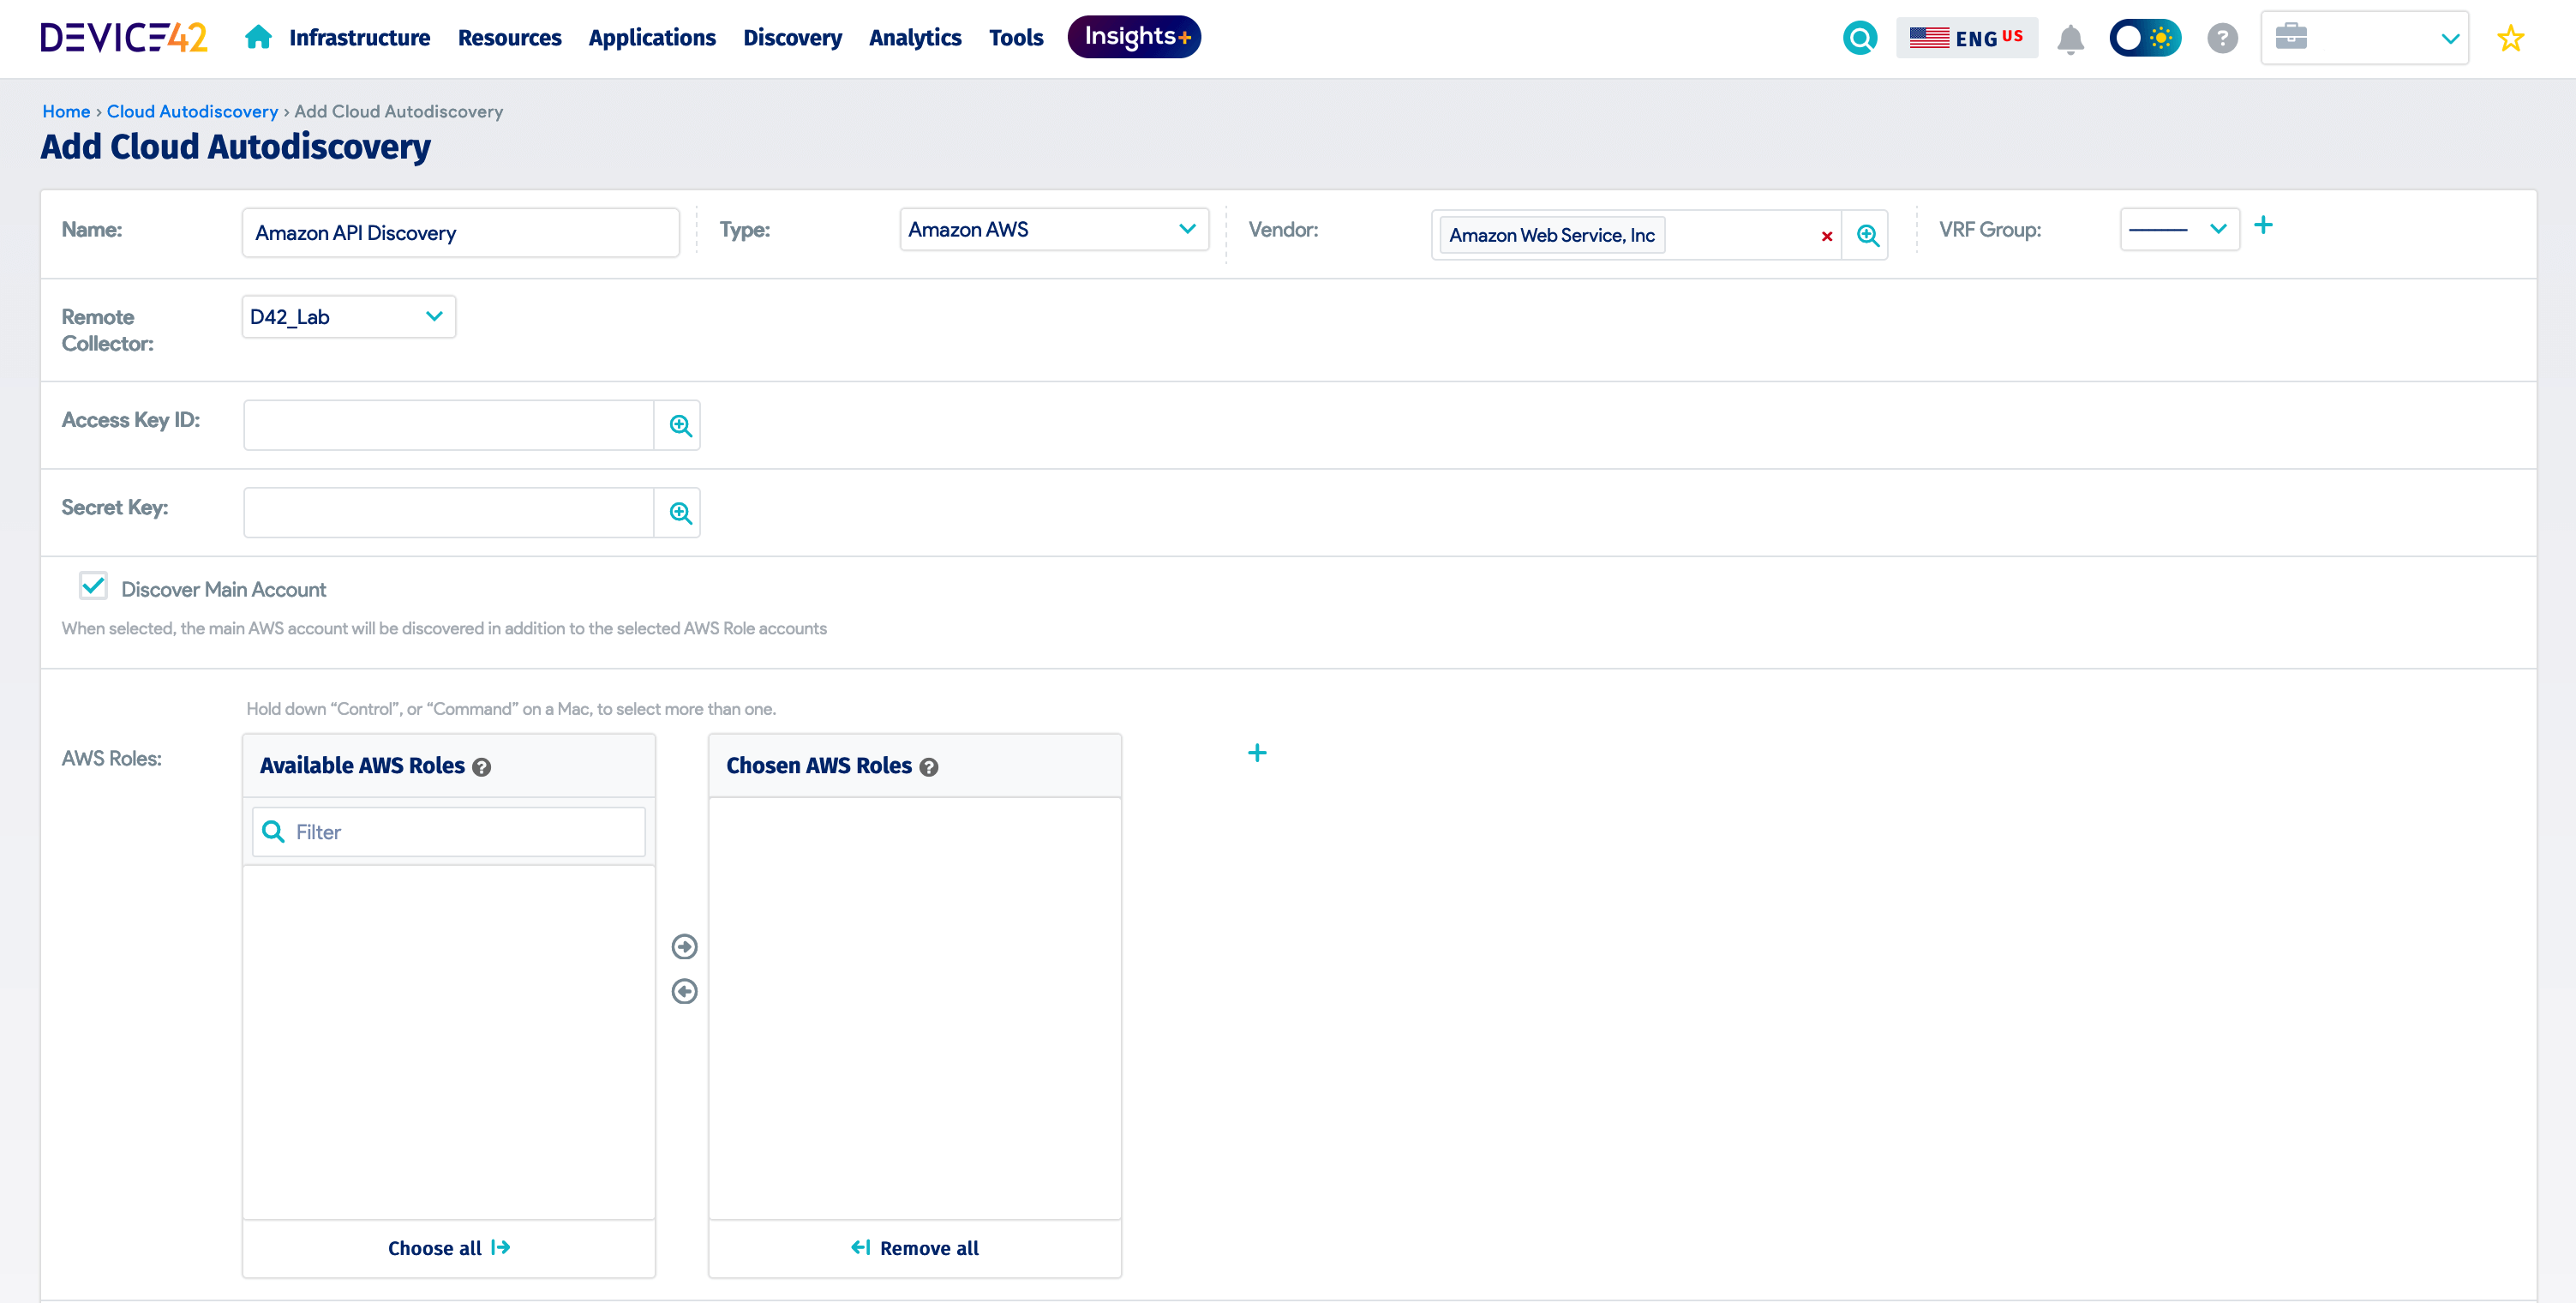 DEVICE42 Infrastructure Resources Applications Discovery Analytics Tools Insights+ ENG US ?
Home › Cloud Autodiscovery › Add Cloud Autodiscovery
Add Cloud Autodiscovery
Name: Amazon API Discovery Type: Amazon AWS Vendor: Amazon Web Service, Inc VRF Group:
Remote
Collector: D42_Lab
Access Key ID:
Secret Key:
Discover Main Account
When selected, the main AWS account will be discovered in addition to the selected AWS Role accounts
Hold down “Control”, or “Command” on a Mac, to select more than one.
AWS Roles:
Available AWS Roles ? Chosen AWS Roles ?
Filter
Choose all Remove all